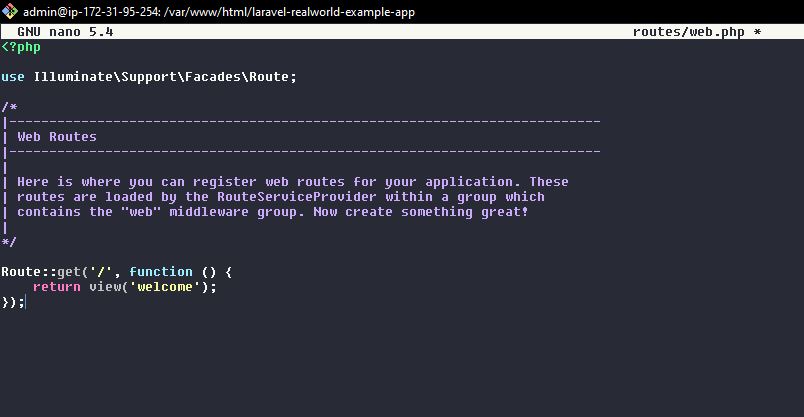 admin@ip-172-31-95-254: /var/www/html/laravel-realworld-example-app
GNU nano 5.4 routes/web.php *
<?php
use Illuminate\Support\Facades\Route;
/*
|--------------------------------------------------------------------------
| Web Routes
|--------------------------------------------------------------------------
|
| Here is where you can register web routes for your application. These
| routes are loaded by the RouteServiceProvider within a group which
| contains the "web" middleware group. Now create something great!
|
*/
Route::get('/', function () {
    return view('welcome');
});